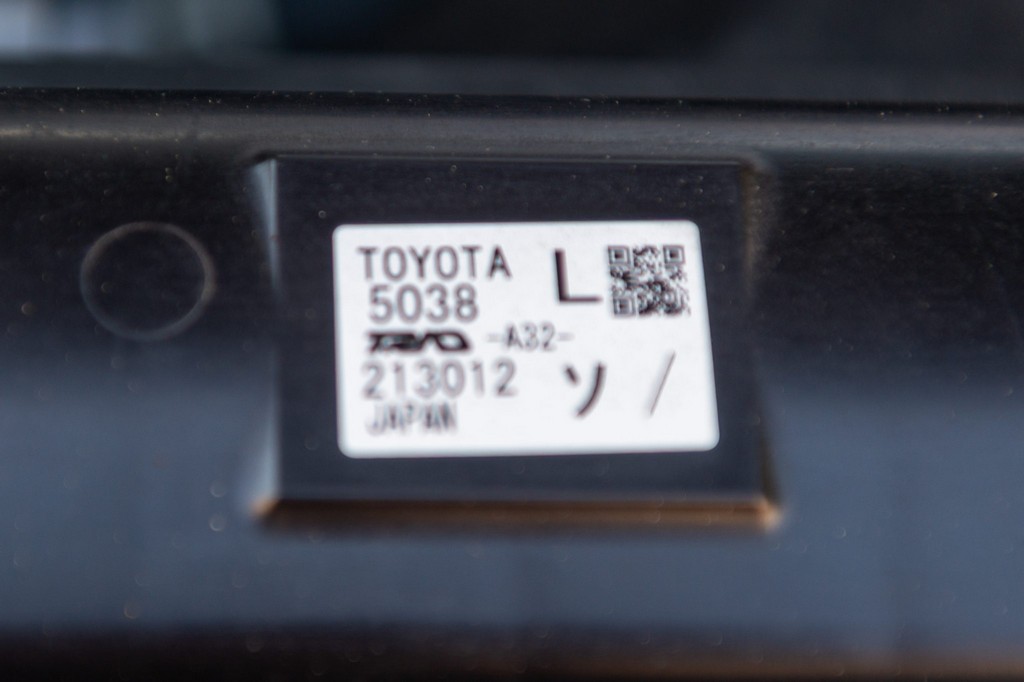 TOYOTA L
5038
-A32-
213012 ソ /
JAPAN